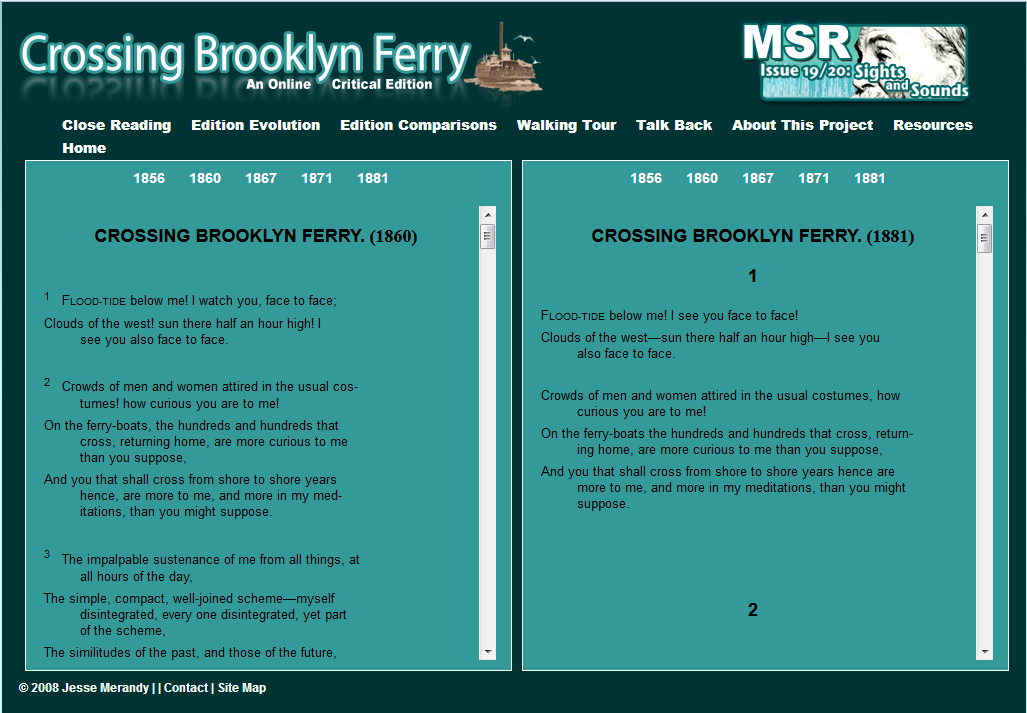 Crossing Brooklyn Ferry
An Online Critical Edition
MSR
Issue 19/20: Sights
and Sounds
Close Reading Edition Evolution Edition Comparisons Walking Tour Talk Back About This Project Resources
Home
1856 1860 1867 1871 1881
CROSSING BROOKLYN FERRY. (1860)
1 FLOOD-TIDE below me! I watch you, face to face;
Clouds of the west! sun there half an hour high! I
see you also face to face.
2 Crowds of men and women attired in the usual cos-
tumes! how curious you are to me!
On the ferry-boats, the hundreds and hundreds that
cross, returning home, are more curious to me
than you suppose,
And you that shall cross from shore to shore years
hence, are more to me, and more in my med-
itations, than you might suppose.
3 The impalpable sustenance of me from all things, at
all hours of the day,
The simple, compact, well-joined scheme—myself
disintegrated, every one disintegrated, yet part
of the scheme,
The similitudes of the past, and those of the future,
1856 1860 1867 1871 1881
CROSSING BROOKLYN FERRY. (1881)
1
FLOOD-TIDE below me! I see you face to face!
Clouds of the west—sun there half an hour high—I see you
also face to face.
Crowds of men and women attired in the usual costumes, how
curious you are to me!
On the ferry-boats the hundreds and hundreds that cross, return-
ing home, are more curious to me than you suppose,
And you that shall cross from shore to shore years hence are
more to me, and more in my meditations, than you might
suppose.
2
© 2008 Jesse Merandy | | Contact | Site Map